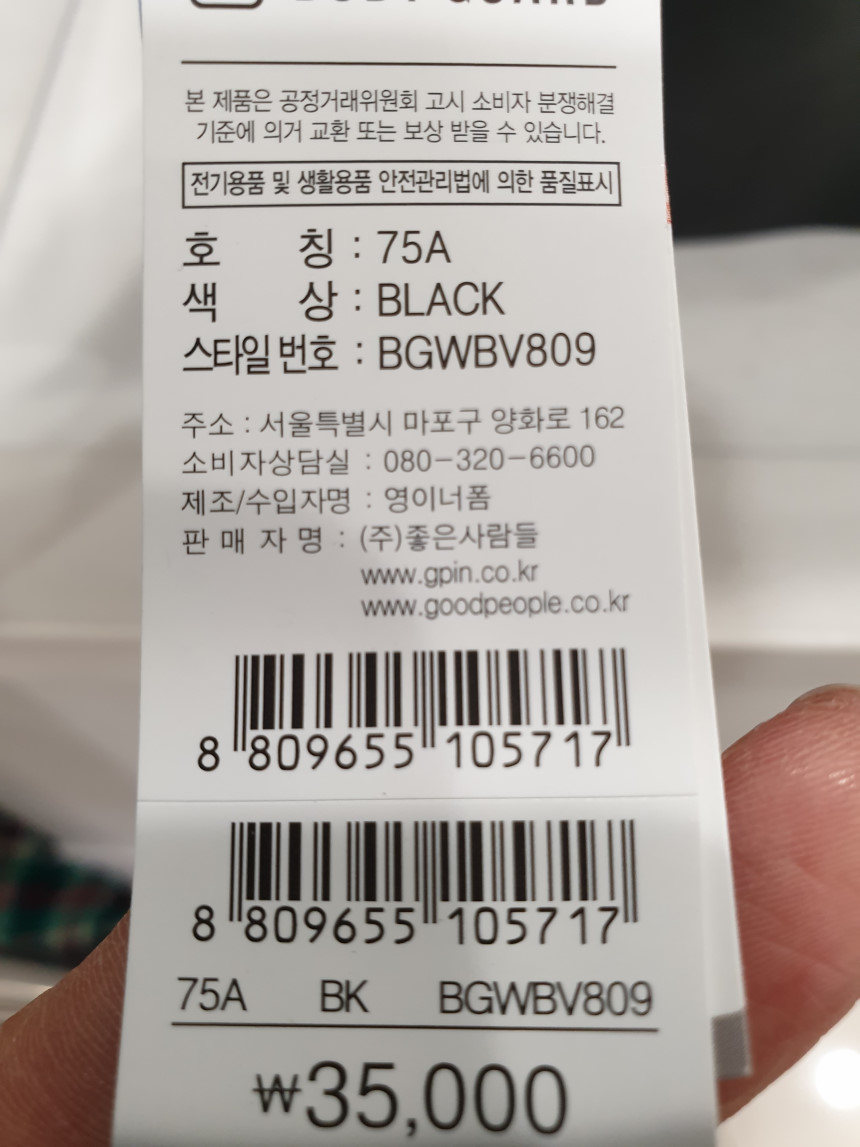 BODY GUARD
본 제품은 공정거래위원회 고시 소비자 분쟁해결
기준에 의거 교환 또는 보상 받을 수 있습니다.
전기용품 및 생활용품 안전관리법에 의한 품질표시
호 칭 : 75A
색 상 : BLACK
스타일 번호 : BGWBV809
주소 : 서울특별시 마포구 양화로 162
소비자상담실 : 080-320-6600
제조/수입자명 : 영이너폼
판 매 자 명 : (주)좋은사람들
www.gpin.co.kr
www.goodpeople.co.kr
8 809655 105717
8 809655 105717
75A BK BGWBV809
₩35,000